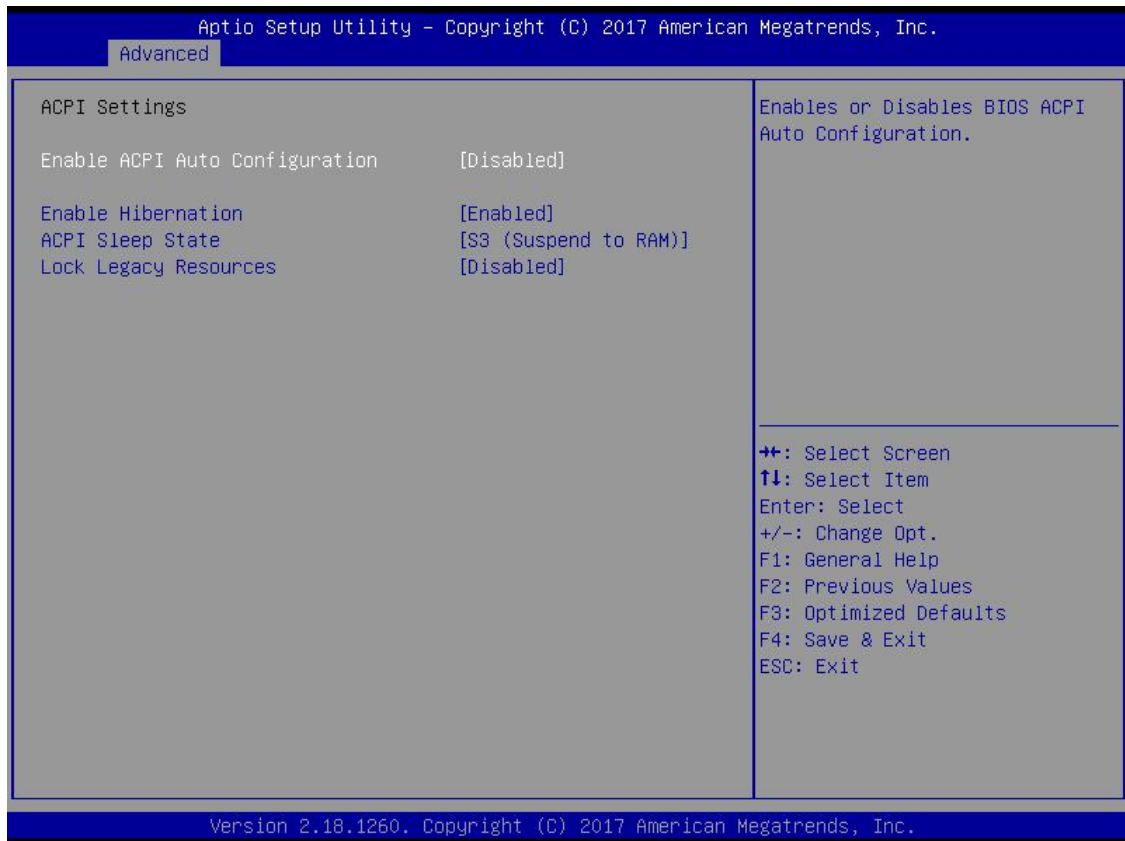 Aptio Setup Utility – Copyright (C) 2017 American Megatrends, Inc.
Advanced
ACPI Settings
Enable ACPI Auto Configuration [Disabled]
Enable Hibernation [Enabled]
ACPI Sleep State [S3 (Suspend to RAM)]
Lock Legacy Resources [Disabled]
Enables or Disables BIOS ACPI
Auto Configuration.
→←: Select Screen
↑↓: Select Item
Enter: Select
+/-: Change Opt.
F1: General Help
F2: Previous Values
F3: Optimized Defaults
F4: Save & Exit
ESC: Exit
Version 2.18.1260. Copyright (C) 2017 American Megatrends, Inc.